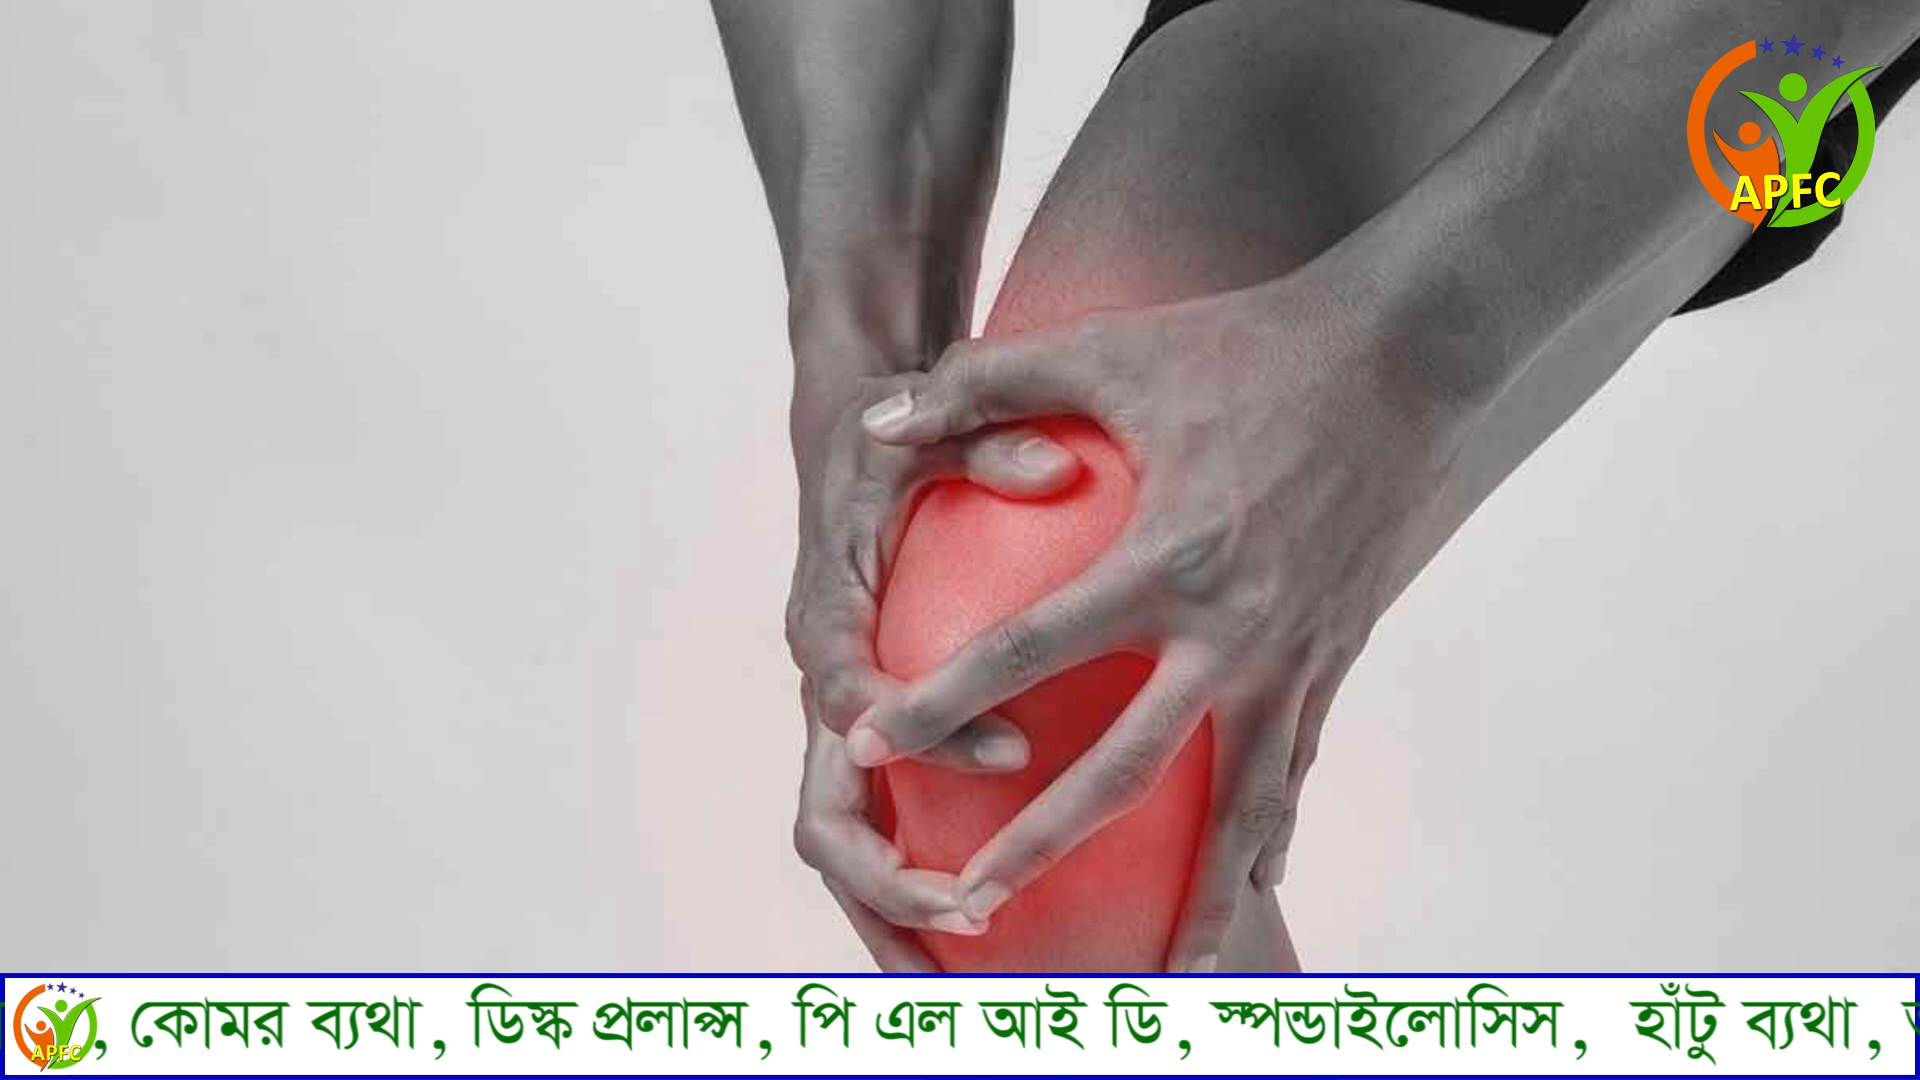 APFC
APFC , কোমর ব্যথা, ডিস্ক প্রলাপ্স, পি এল আই ডি, স্পন্ডাইলোসিস, হাঁটু ব্যথা,